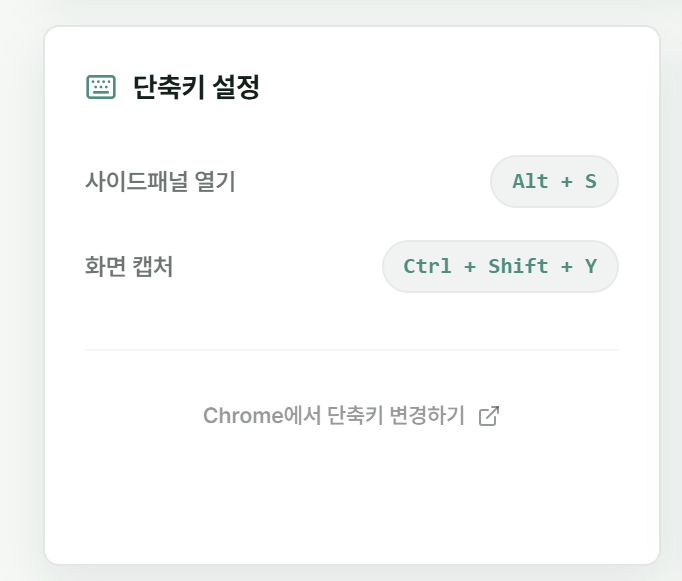 단축키 설정
사이드패널 열기 Alt + S
화면 캡처 Ctrl + Shift + Y
Chrome에서 단축키 변경하기